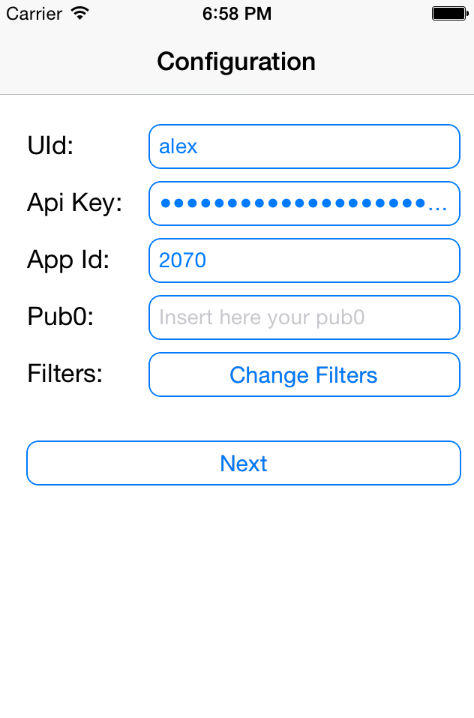 Carrier 6:58 PM
Configuration
UId: alex
Api Key: ••••••••••••••••••••...
App Id: 2070
Pub0: Insert here your pub0
Filters: Change Filters
Next